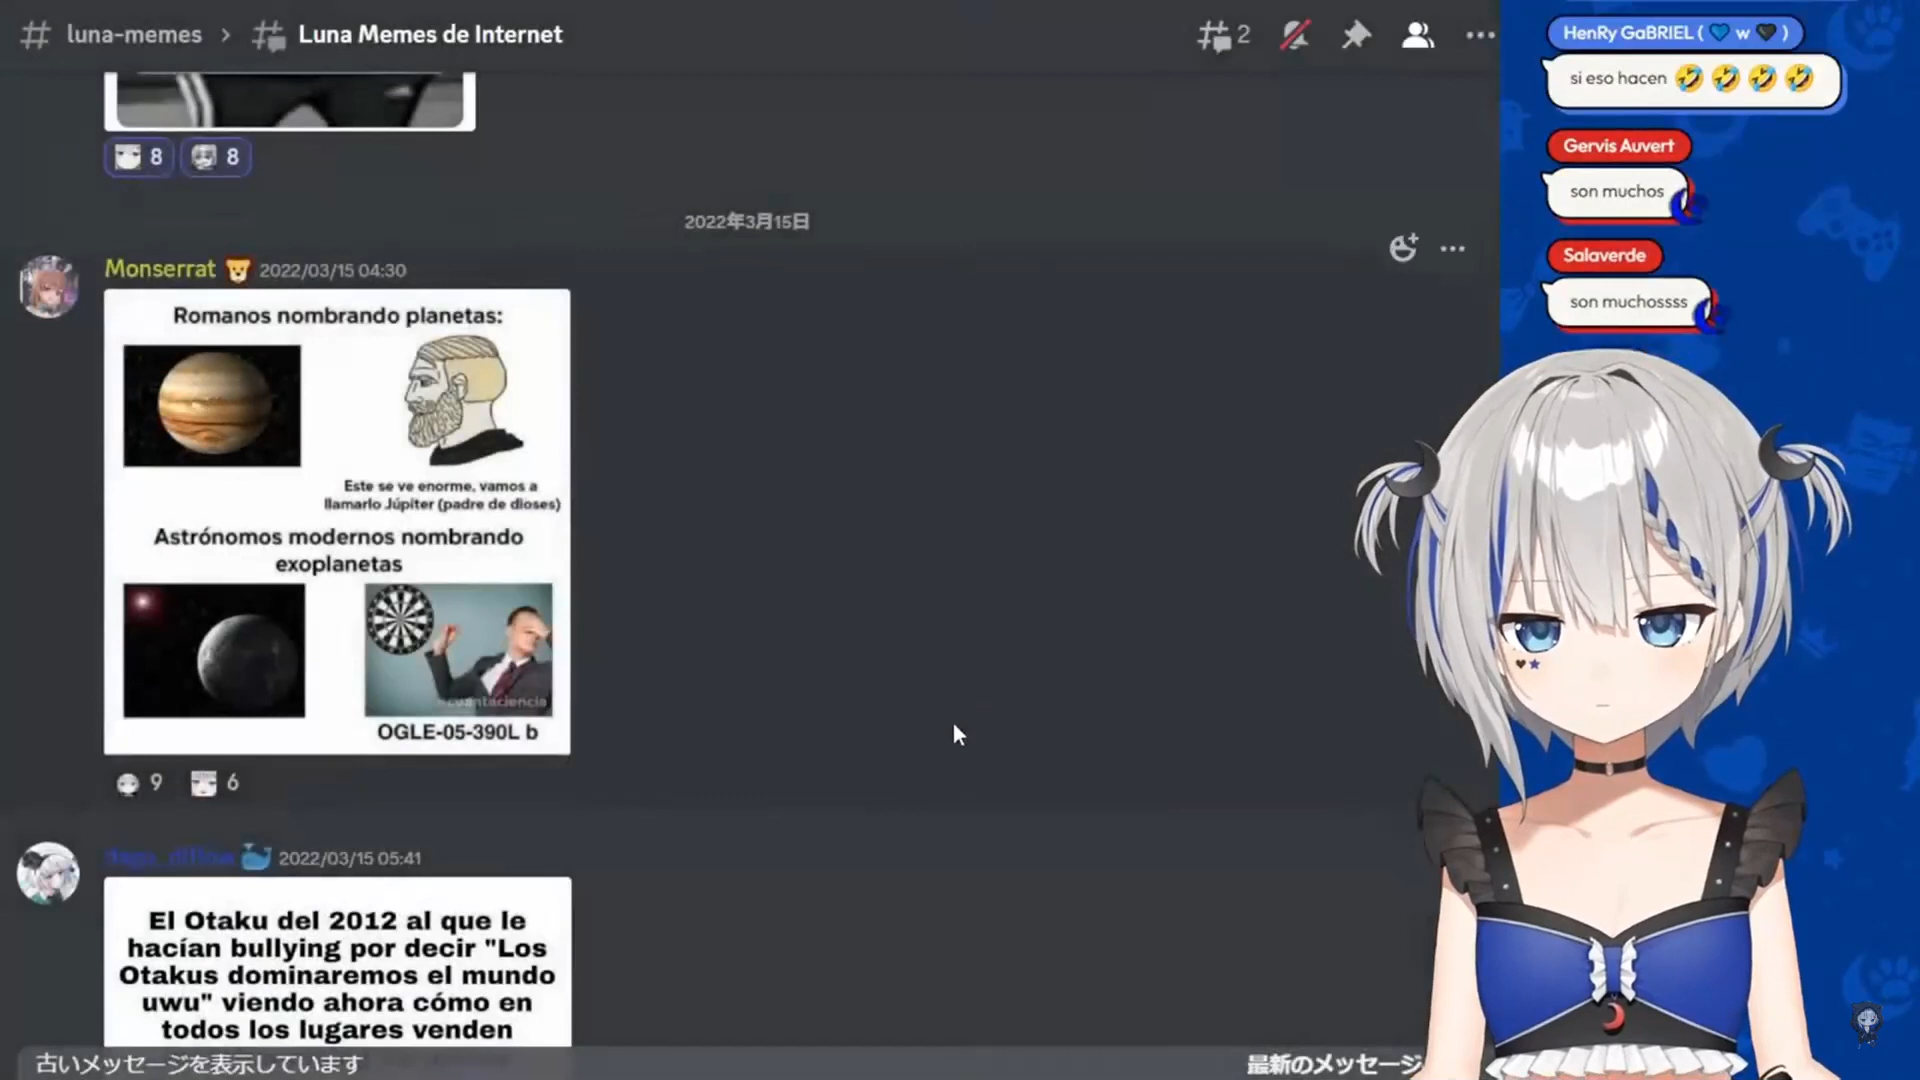 luna-memes > Luna Memes de Internet
2
8 8
2022年3月15日
Monserrat 2022/03/15 04:30
Romanos nombrando planetas:
Este se ve enorme, vamos a
llamarlo Júpiter (padre de dioses)
Astrónomos modernos nombrando
exoplanetas
cuantaciencia
OGLE-05-390L b
9 6
2022/03/15 05:41
El Otaku del 2012 al que le
hacían bullying por decir "Los
Otakus dominaremos el mundo
uwu" viendo ahora cómo en
todos los lugares venden
古いメッセージを表示しています
最新のメッセージ
HenRy GaBRIEL ( 💙 w 🖤 )
si eso hacen 🤣 🤣 🤣 🤣
Gervis Auvert
son muchos
Salaverde
son muchossss